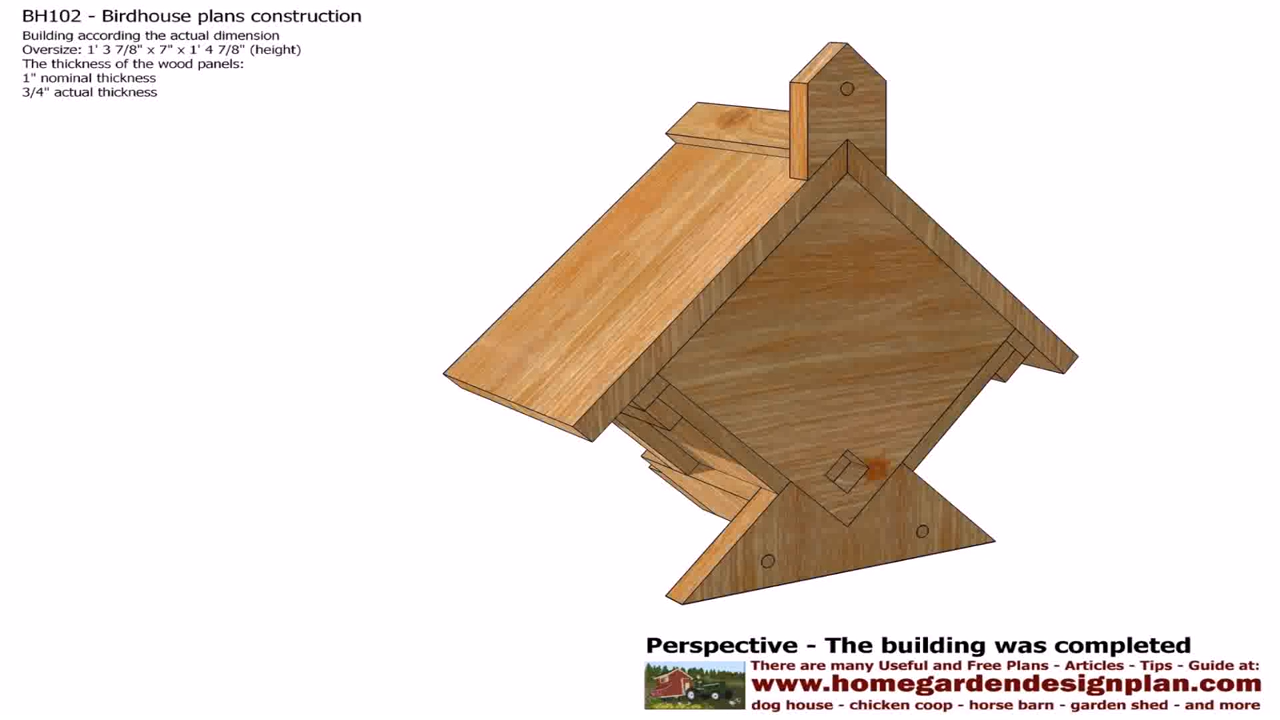 BH102 - Birdhouse plans construction
Building according the actual dimension
Oversize: 1' 3 7/8" x 7" x 1' 4 7/8" (height)
The thickness of the wood panels:
1" nominal thickness
3/4" actual thickness
Perspective - The building was completed
There are many Useful and Free Plans - Articles - Tips - Guide at:
www.homegardendesignplan.com
dog house - chicken coop - horse barn - garden shed - and more